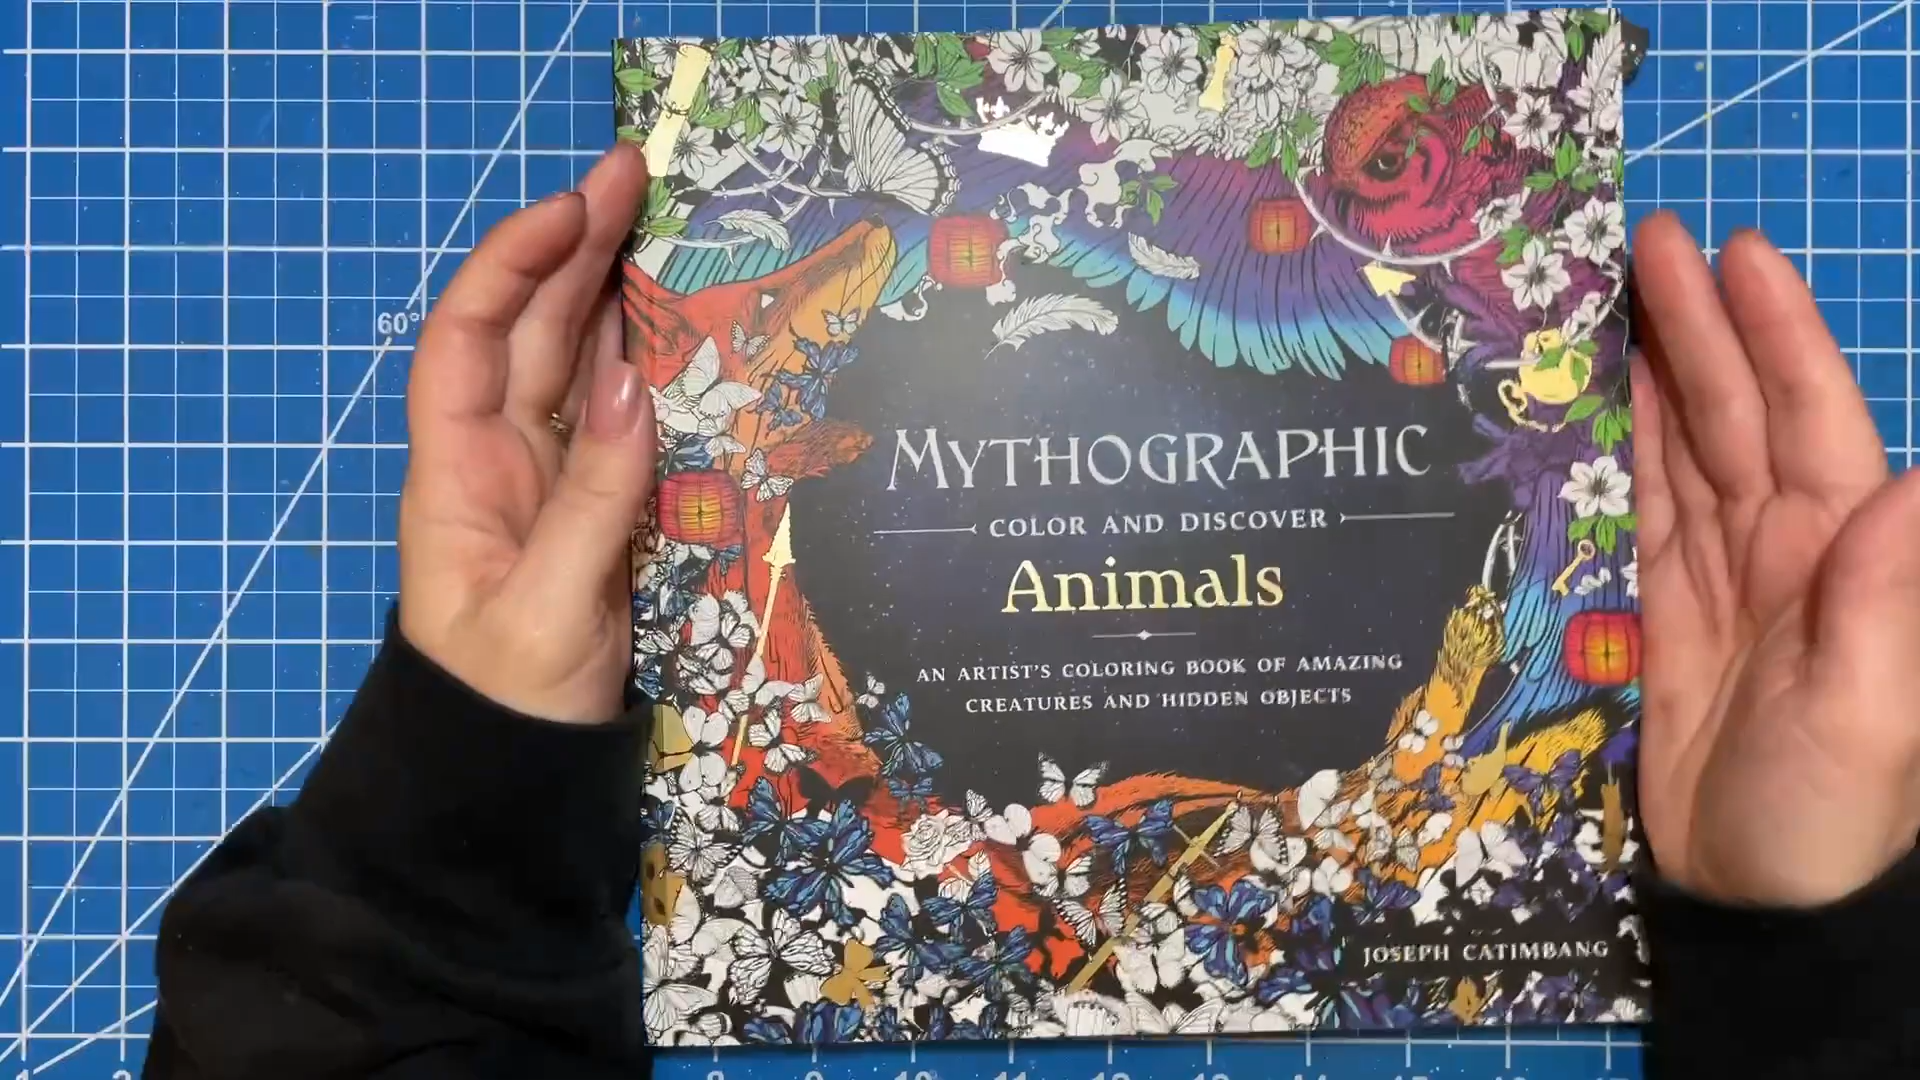 60°
MYTHOGRAPHIC
COLOR AND DISCOVER
Animals
AN ARTIST'S COLORING BOOK OF AMAZING
CREATURES AND HIDDEN OBJECTS
JOSEPH CATIMBANG